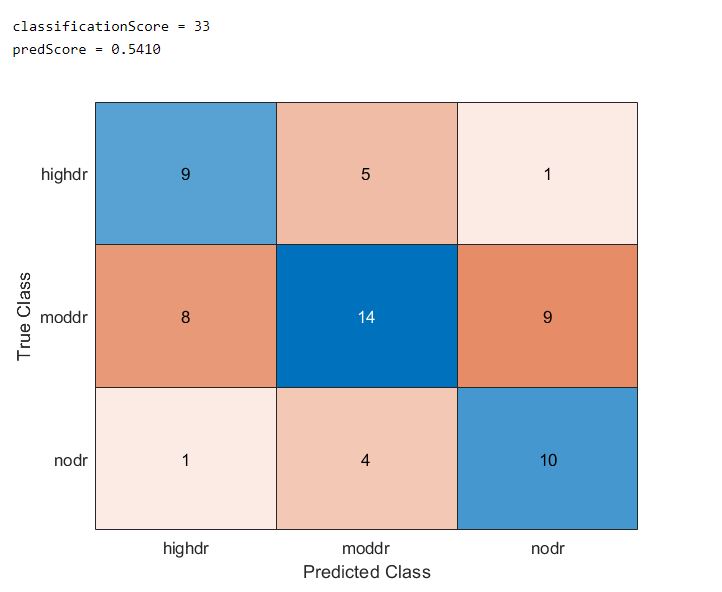 classificationScore = 33
predScore = 0.5410
highdr 9 5 1
moddr 8 14 9
nodr 1 4 10
highdr moddr nodr
Predicted Class
True Class